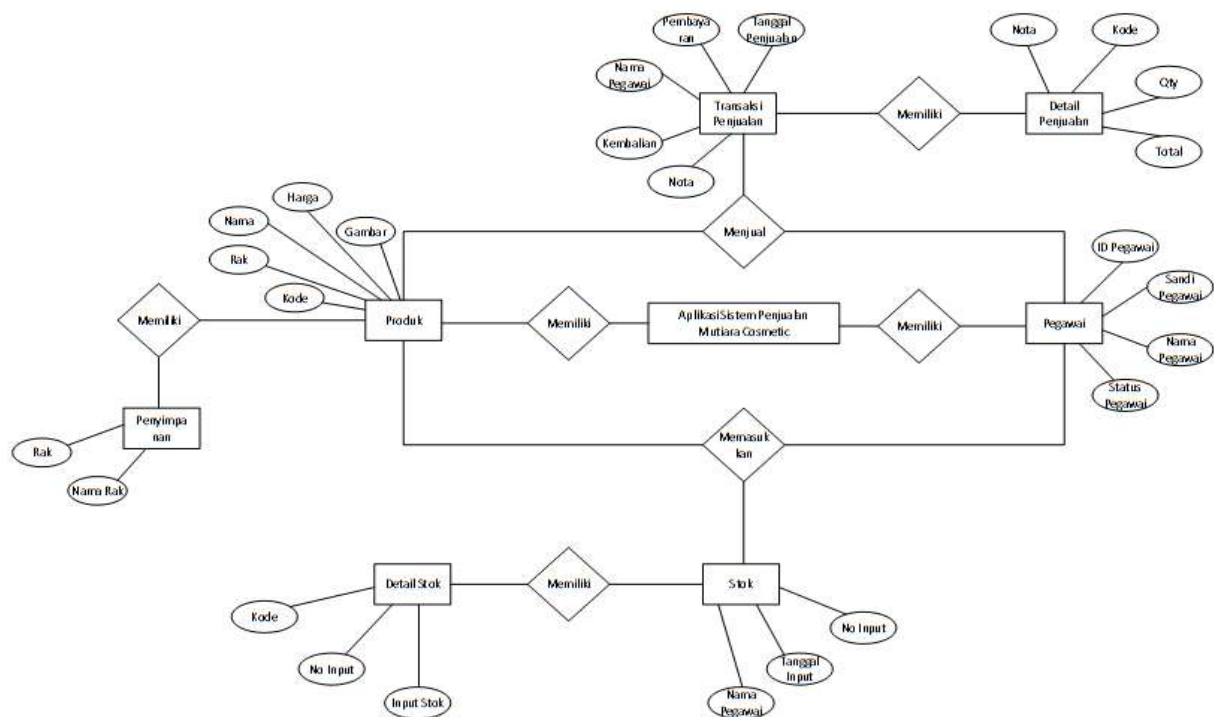 Pembaya
ran
Tanggal
Penjualan
Nama
Pegawai
Kembalian
Nota
Transaksi
Penjualan
Memiliki
Nota
Kode
Qty
Total
Detail
Penjualan
Menjual
Harga
Nama
Gambar
Rak
Kode
Produk
Memiliki
Aplikasi Sistem Penjualan
Mutiara Cosmetic
Memiliki
Pegawai
ID Pegawai
Sandi
Pegawai
Nama
Pegawai
Status
Pegawai
Memiliki
Penyimpa
nan
Rak
Nama Rak
Memasuk
kan
Detail Stok
Memiliki
Stok
Kode
No Input
Input Stok
No Input
Tanggal
Input
Nama
Pegawai